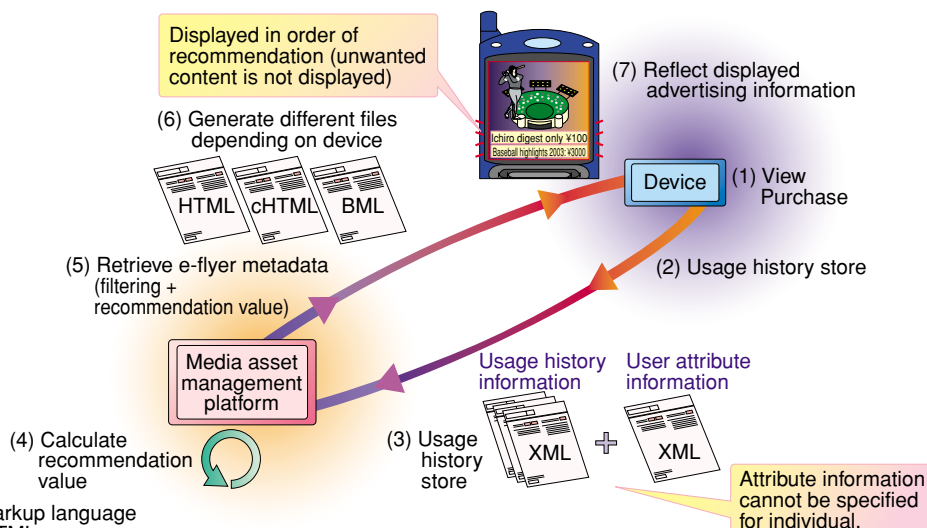 Displayed in order of
recommendation (unwanted
content is not displayed)
(7) Reflect displayed
advertising information
Ichiro digest only ¥100
Baseball highlights 2003: ¥3000
(6) Generate different files
depending on device
HTML
cHTML
BML
Device
(1) View
Purchase
(2) Usage history store
(5) Retrieve e-flyer metadata
(filtering +
recommendation value)
Media asset
management
platform
Usage history
information
User attribute
information
(3) Usage
history
store
XML
+
XML
(4) Calculate
recommendation
value
Attribute information
cannot be specified
for individual.
arkup language